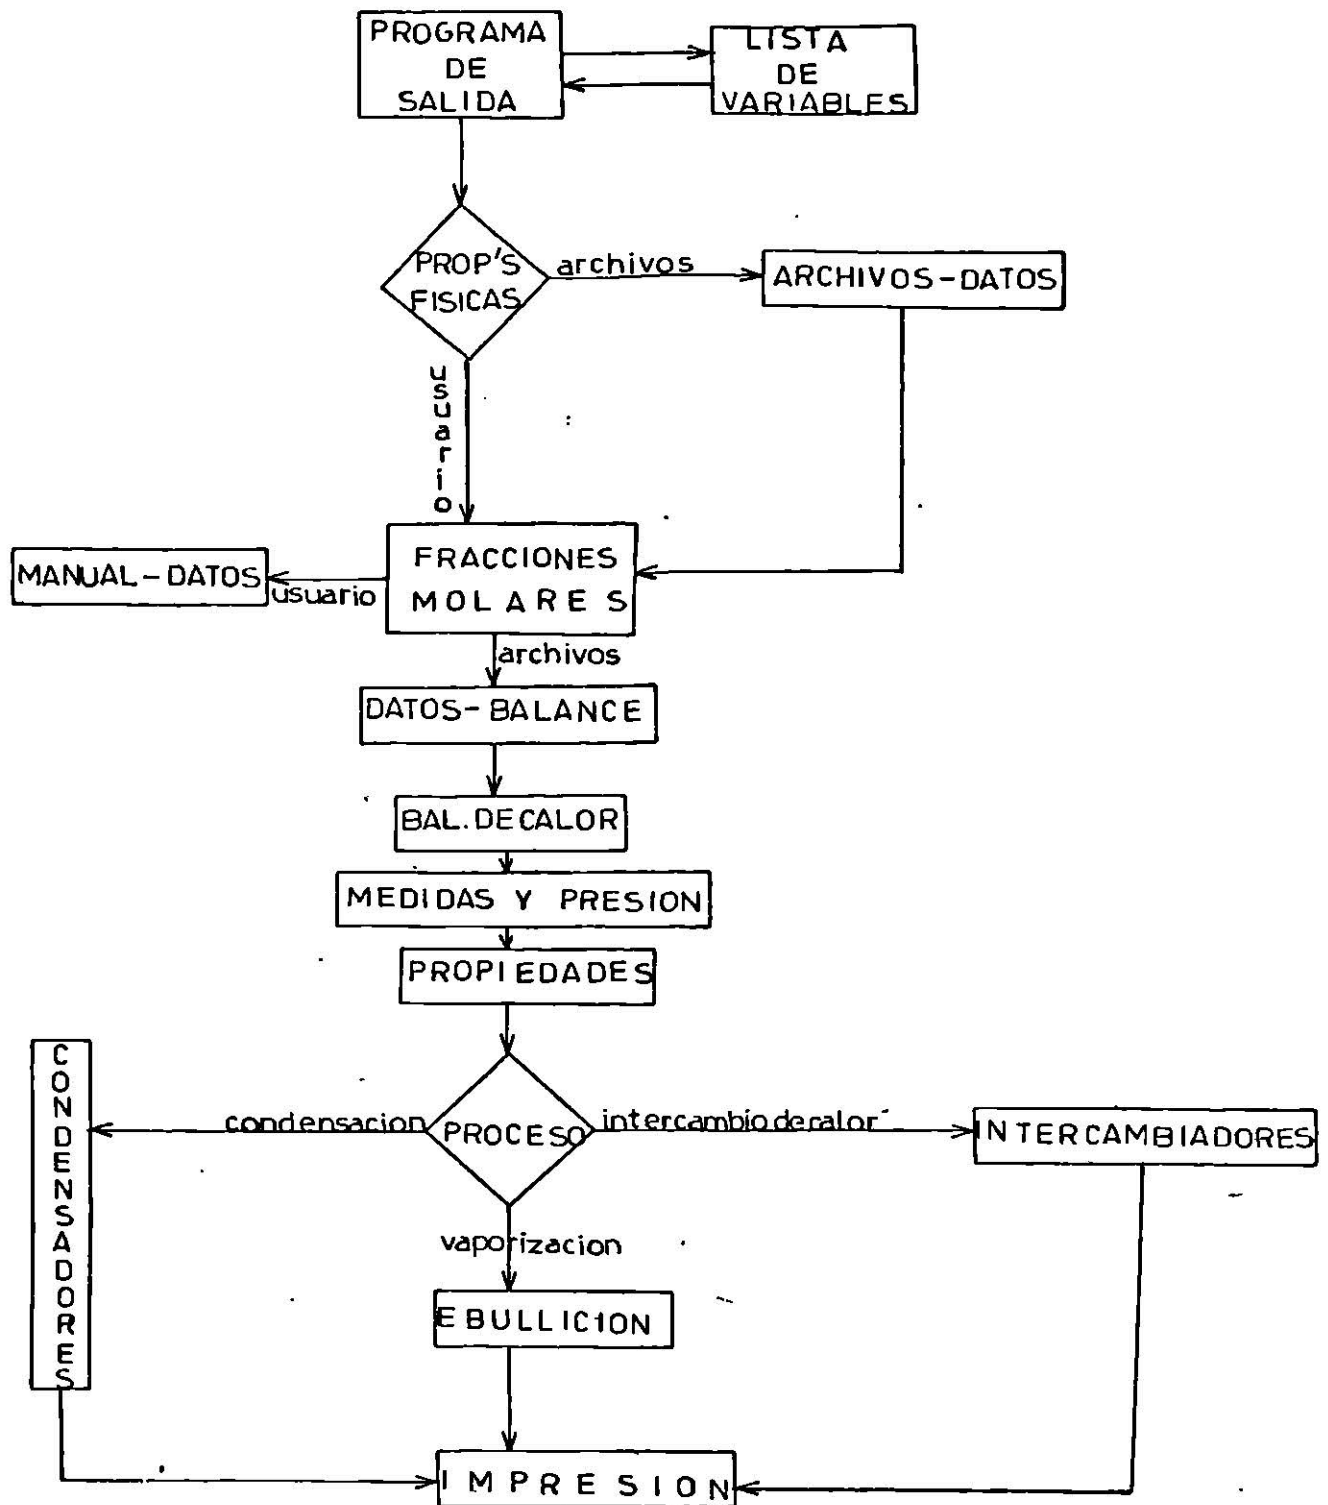 PROGRAMA
DE
SALIDA
LISTA
DE
VARIABLES
PROP'S
FISICAS
archivos
ARCHIVOS-DATOS
usuario
FRACCIONES
MOLARES
MANUAL-DATOS
usuario
archivos
DATOS-BALANCE
BAL. DE CALOR
MEDIDAS Y PRESION
PROPIEDADES
CONDENSADORES
condensacion
PROCESO
intercambio de ralor
INTERCAMBIADORES
vaporizacion
EBULLICION
IMPRESION